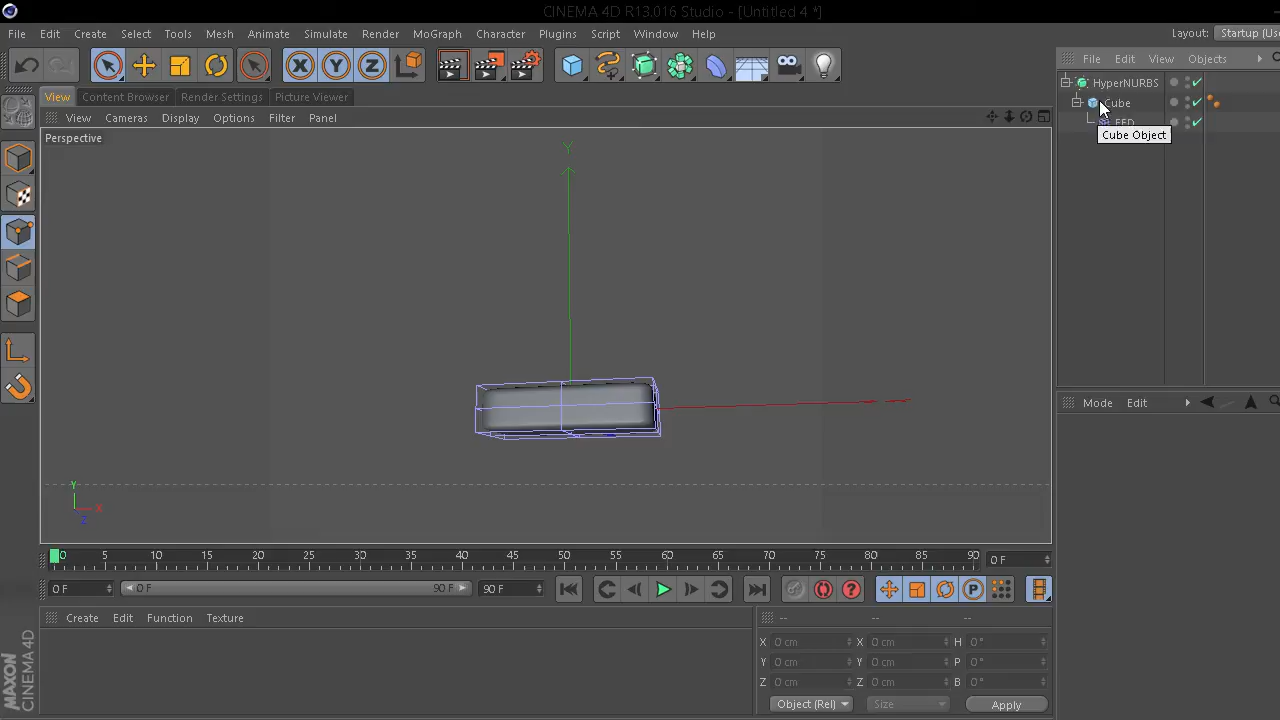 CINEMA 4D R13.016 Studio - [Untitled 4 *]
File Edit Create Select Tools Mesh Animate Simulate Render MoGraph Character Plugins Script Window Help
Layout: Startup (Use
X Y Z
File Edit View Objects
View Content Browser Render Settings Picture Viewer
HyperNURBS
Cube
FFD
Cube Object
View Cameras Display Options Filter Panel
Perspective
Y
Y
X
Z
Mode Edit
0 5 10 15 20 25 30 35 40 45 50 55 60 65 70 75 80 85 90 0 F
0 F 0 F 90 F 90 F
P
Create Edit Function Texture
-- -- --
X 0 cm X 0 cm H 0 °
Y 0 cm Y 0 cm P 0 °
Z 0 cm Z 0 cm B 0 °
Object (Rel) Size Apply
MAXON
CINEMA 4D